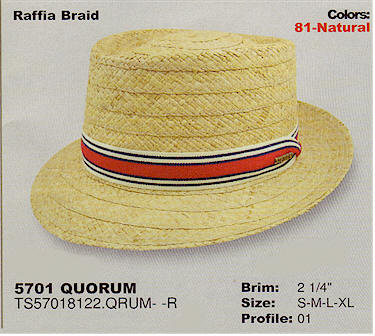 Raffia Braid
Colors:
81-Natural
5701 QUORUM
TS57018122.QRUM- -R
Brim: 2 1/4"
Size: S-M-L-XL
Profile: 01